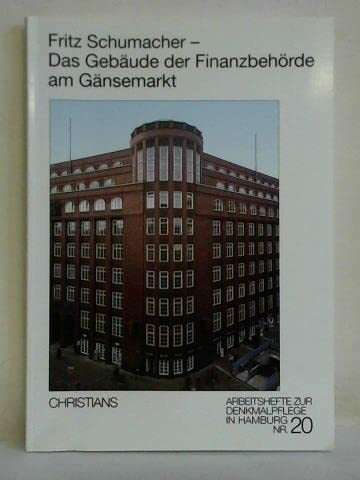 Fritz Schumacher –
Das Gebäude der Finanzbehörde
am Gänsemarkt
CHRISTIANS
ARBEITSHEFTE ZUR
DENKMALPFLEGE
IN HAMBURG
NR. 20